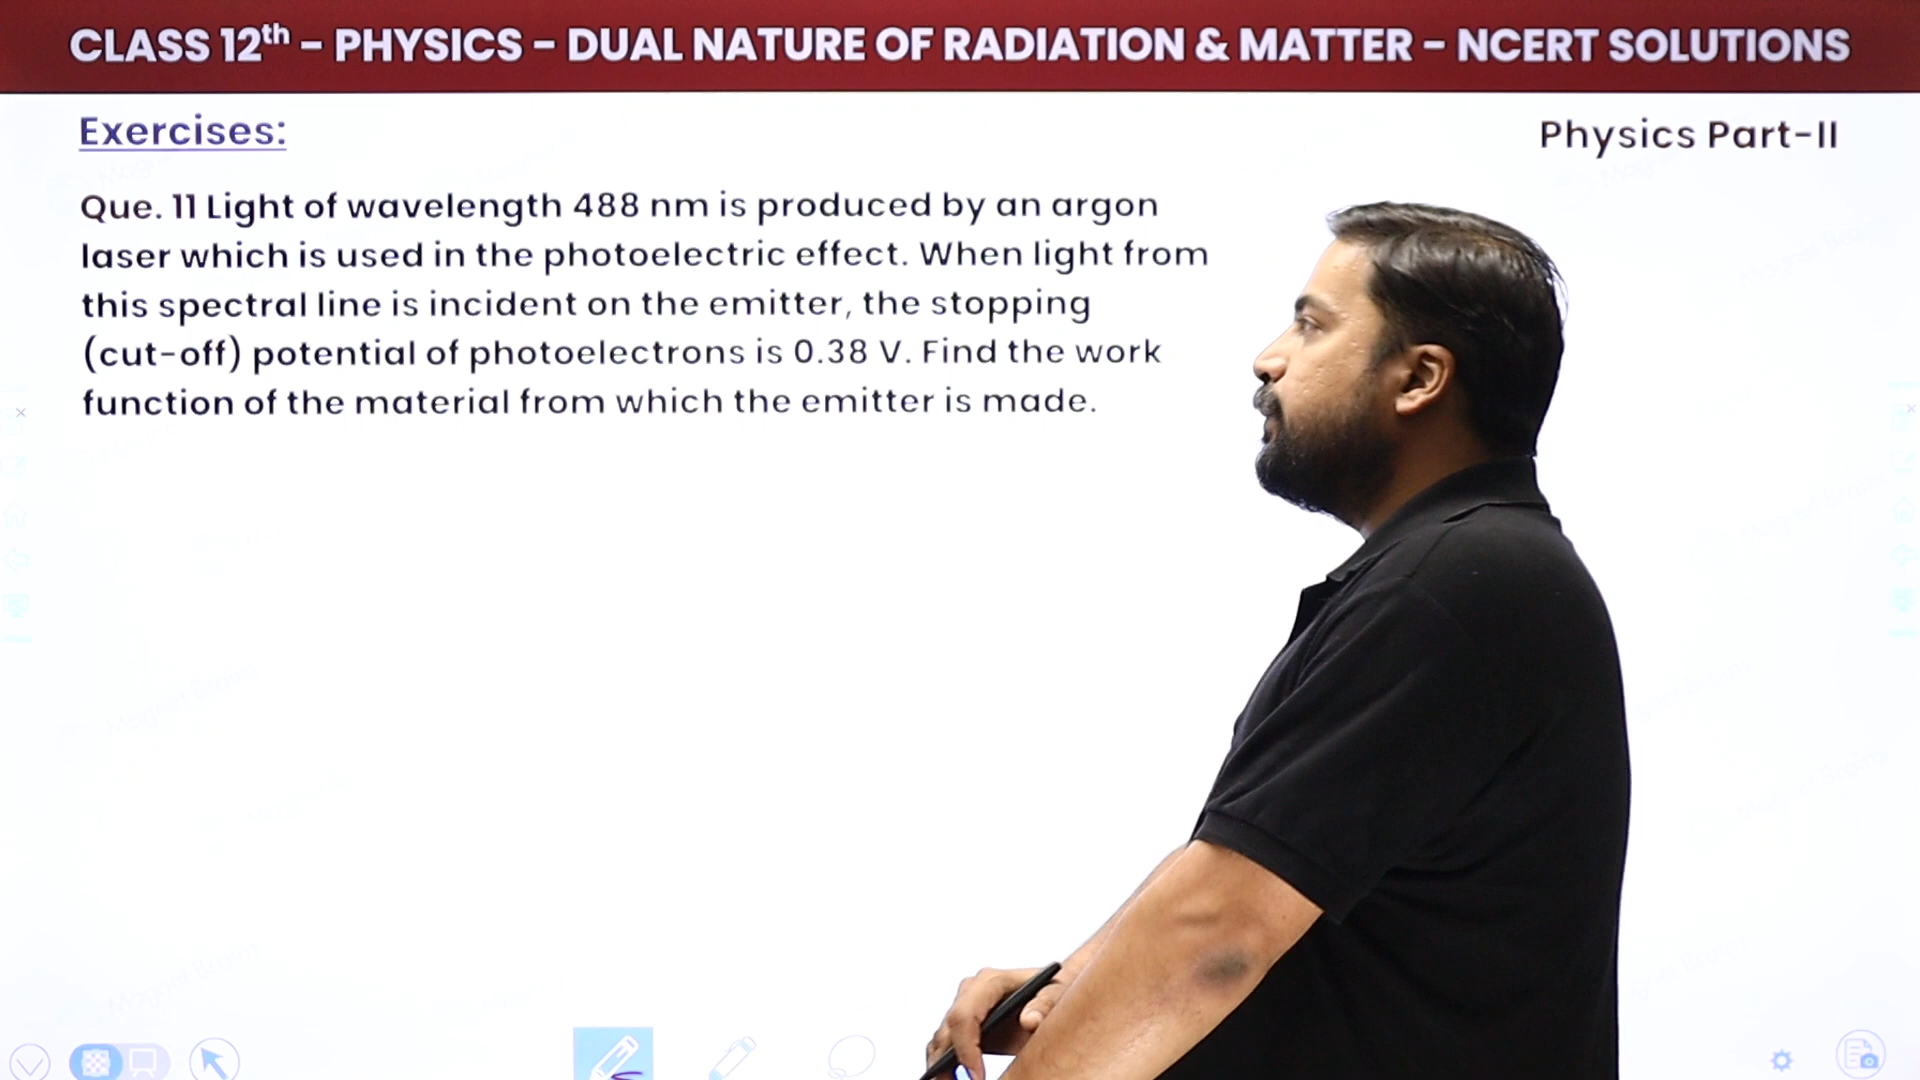 CLASS 12th – PHYSICS – DUAL NATURE OF RADIATION & MATTER – NCERT SOLUTIONS
Exercises:
Physics Part-II
Que. 11 Light of wavelength 488 nm is produced by an argon
laser which is used in the photoelectric effect. When light from
this spectral line is incident on the emitter, the stopping
(cut-off) potential of photoelectrons is 0.38 V. Find the work
function of the material from which the emitter is made.